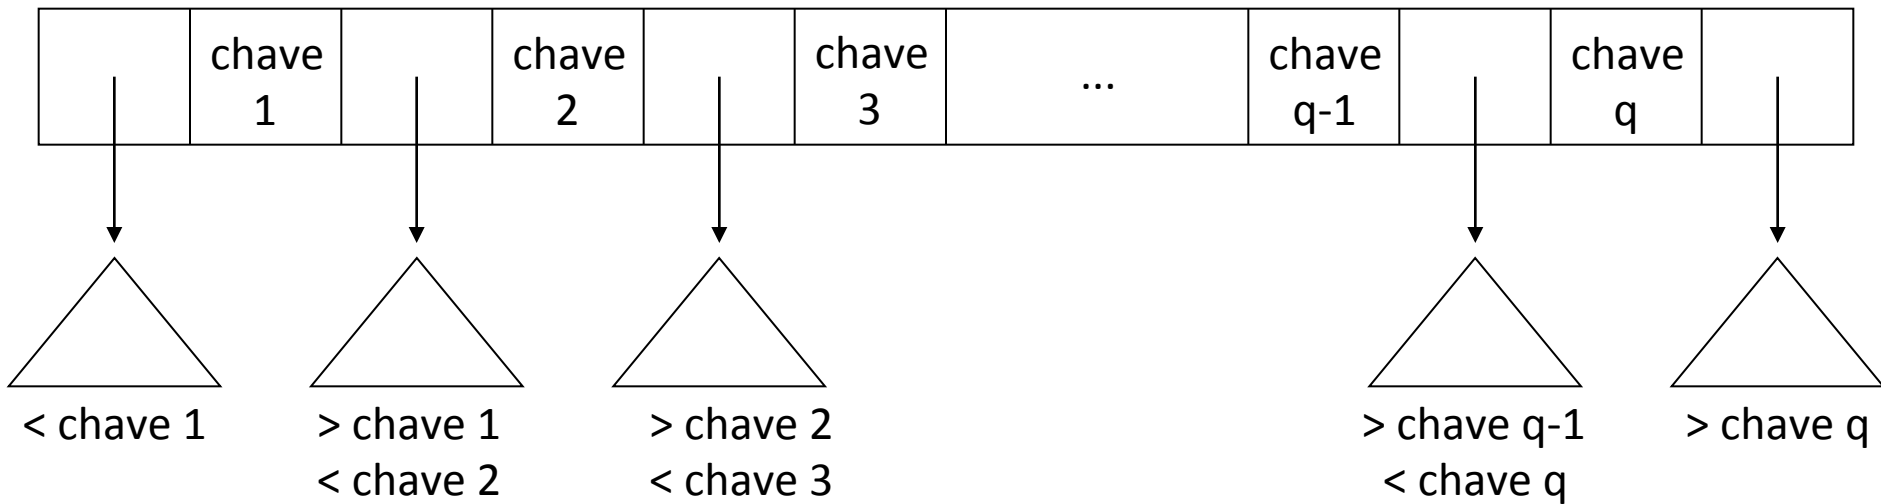 chave
1
chave
2
chave
3
...
chave
q-1
chave
q
< chave 1
> chave 1
< chave 2
> chave 2
< chave 3
> chave q-1
< chave q
> chave q